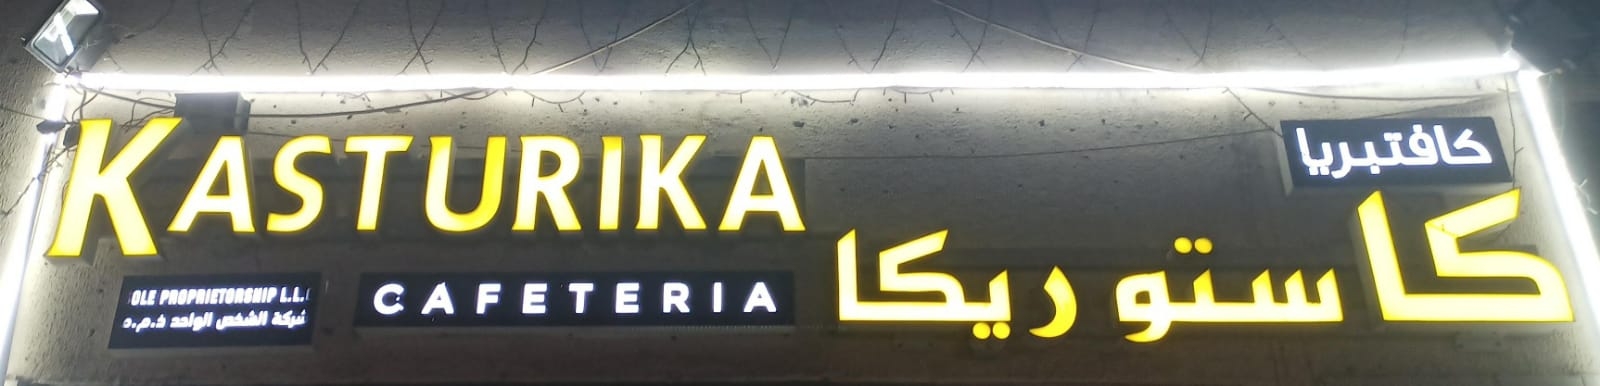 KASTURIKA
CAFETERIA
OLE PROPRIETORSHIP L.L.
شركة الشخص الواحد ذ.م.م
كافتيريا
كاستوريكا